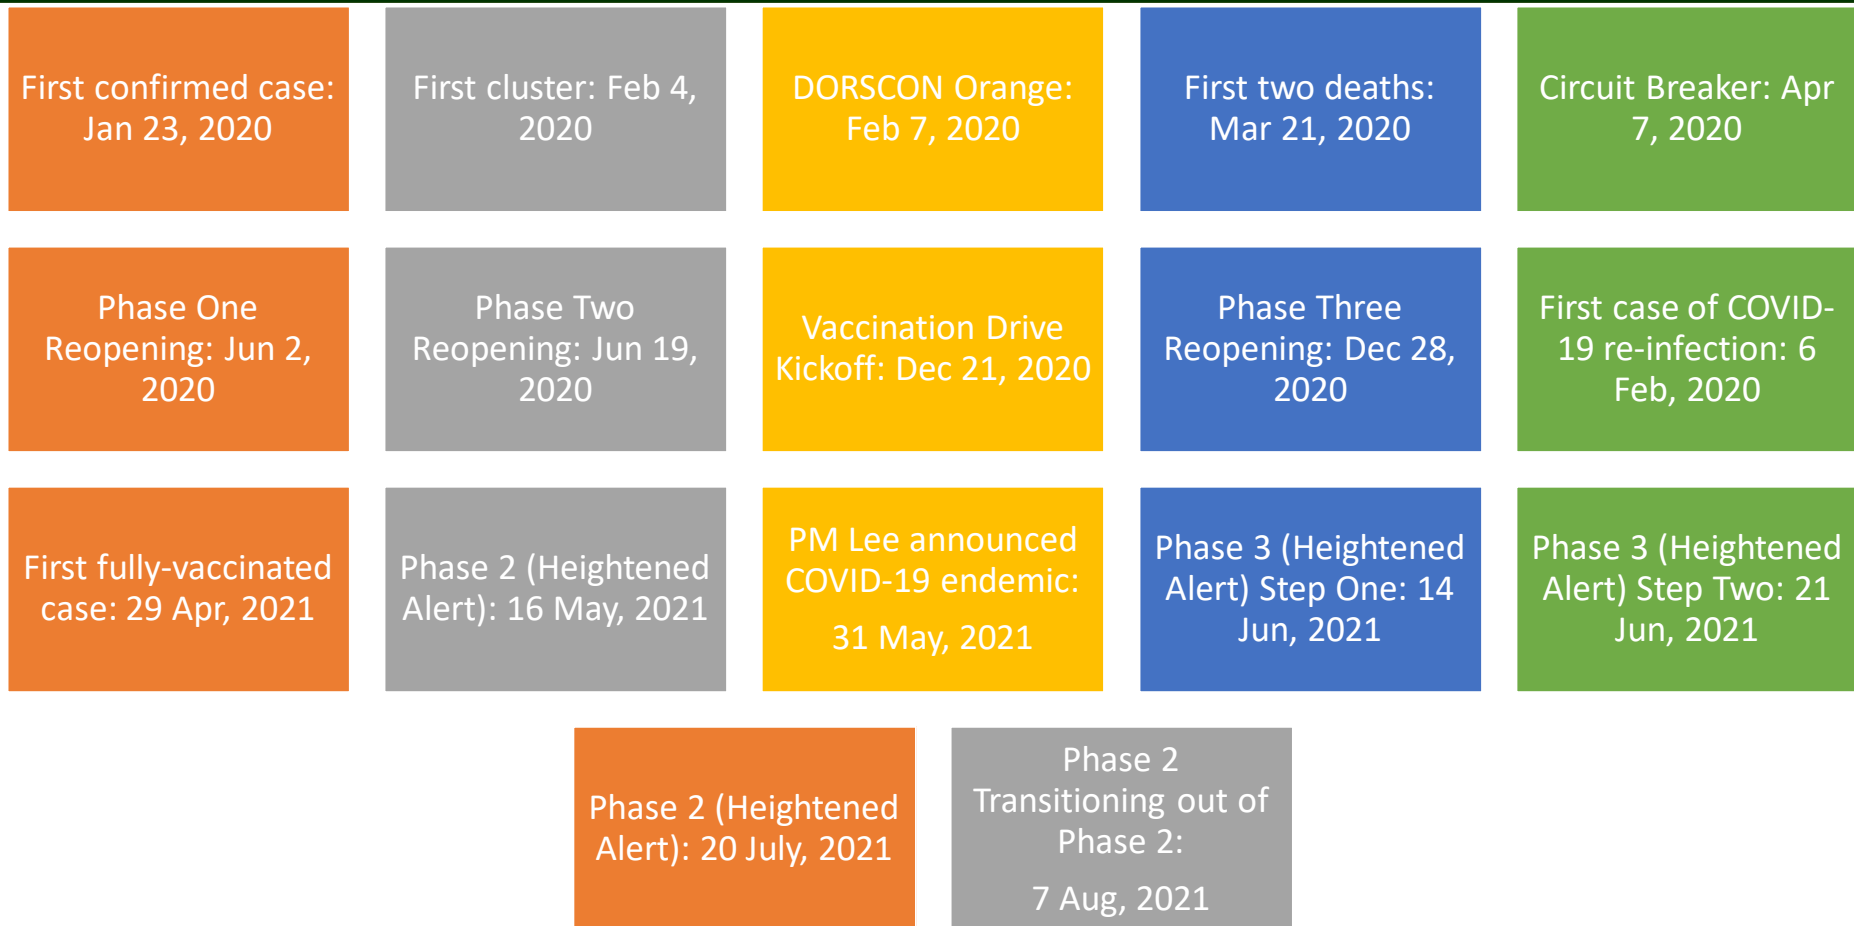 First confirmed case:
Jan 23, 2020
First cluster: Feb 4,
2020
DORSCON Orange:
Feb 7, 2020
First two deaths:
Mar 21, 2020
Circuit Breaker: Apr
7, 2020
Phase One
Reopening: Jun 2,
2020
Phase Two
Reopening: Jun 19,
2020
Vaccination Drive
Kickoff: Dec 21, 2020
Phase Three
Reopening: Dec 28,
2020
First case of COVID-
19 re-infection: 6
Feb, 2020
First fully-vaccinated
case: 29 Apr, 2021
Phase 2 (Heightened
Alert): 16 May, 2021
PM Lee announced
COVID-19 endemic:
31 May, 2021
Phase 3 (Heightened
Alert) Step One: 14
Jun, 2021
Phase 3 (Heightened
Alert) Step Two: 21
Jun, 2021
Phase 2 (Heightened
Alert): 20 July, 2021
Phase 2
Transitioning out of
Phase 2:
7 Aug, 2021